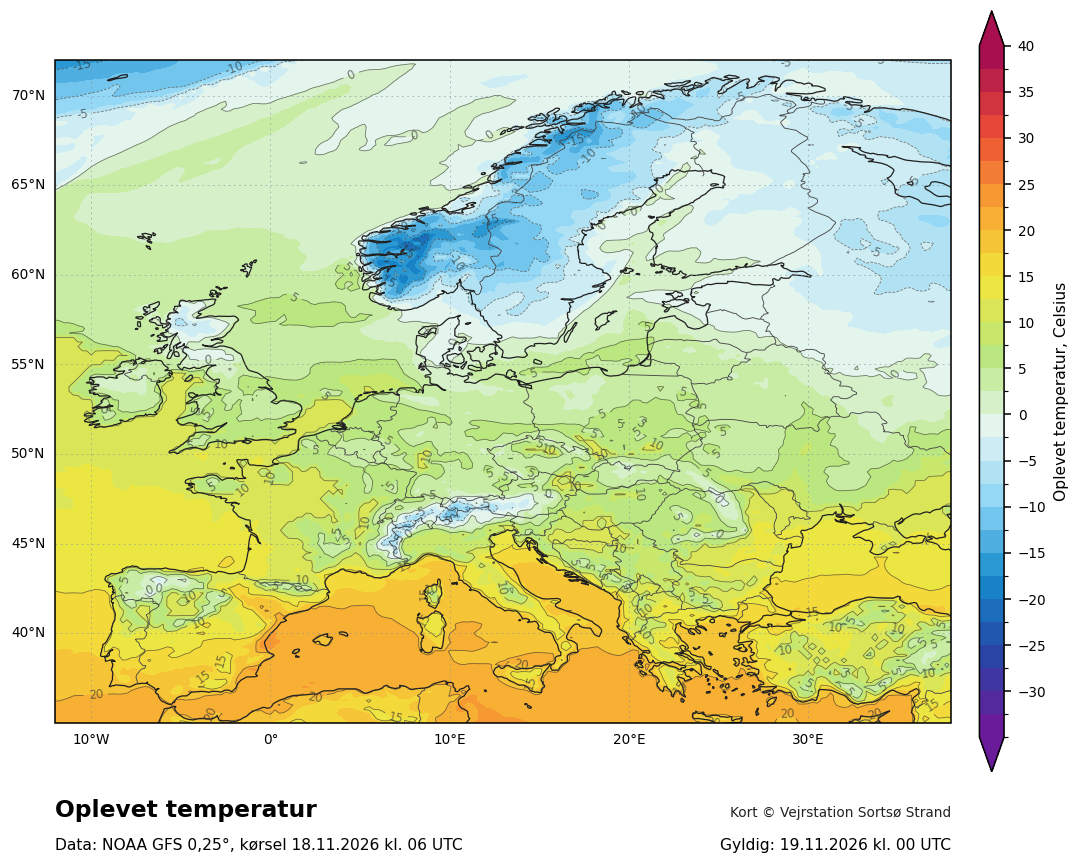 70°N
65°N
60°N
55°N
50°N
45°N
40°N
10°W
0°
10°E
20°E
30°E
40
35
30
25
20
15
10
5
0
−5
−10
−15
−20
−25
−30
Oplevet temperatur, Celsius
Oplevet temperatur
Kort © Vejrstation Sortsø Strand
Data: NOAA GFS 0,25°, kørsel 18.11.2026 kl. 06 UTC
Gyldig: 19.11.2026 kl. 00 UTC